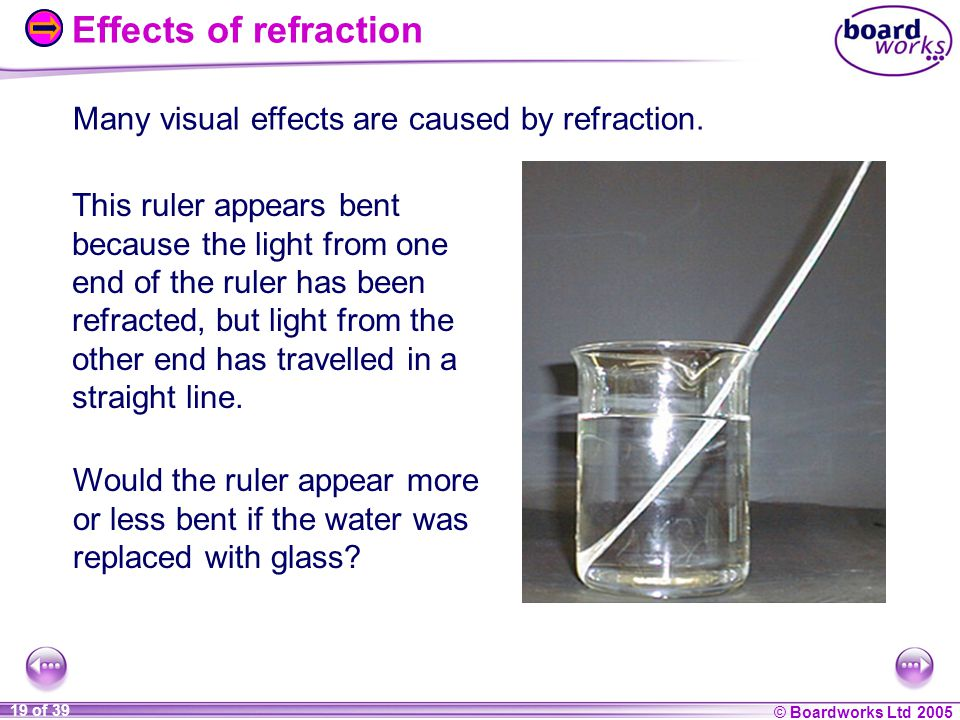 Effects of refraction
board
works
Many visual effects are caused by refraction.
This ruler appears bent
because the light from one
end of the ruler has been
refracted, but light from the
other end has travelled in a
straight line.
Would the ruler appear more
or less bent if the water was
replaced with glass?
19 of 39
© Boardworks Ltd 2005